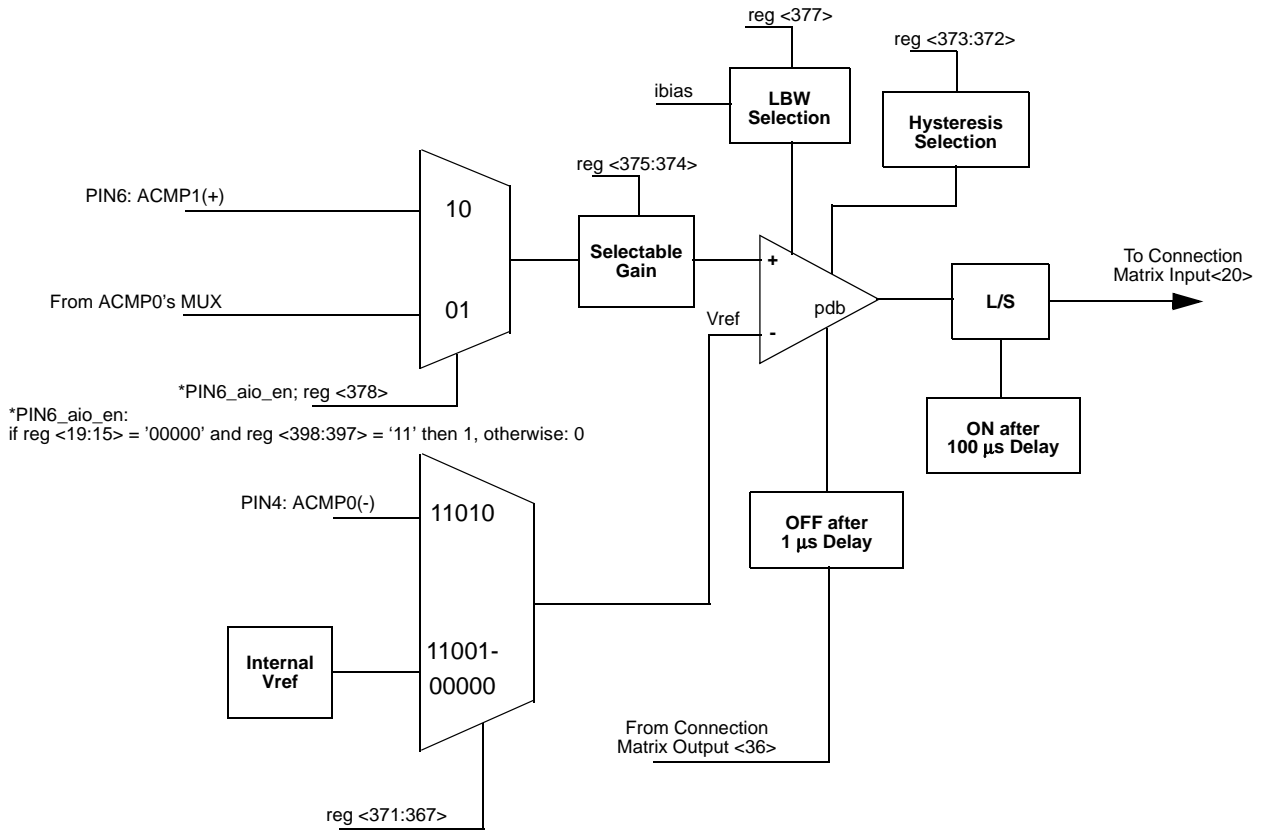 reg <377>
reg <373:372>
ibias
LBW
Selection
Hysteresis
Selection
reg <375:374>
PIN6: ACMP1(+)
10
Selectable
Gain
+
To Connection
Matrix Input<20>
From ACMP0's MUX
01
Vref
-
pdb
L/S
*PIN6_aio_en; reg <378>
*PIN6_aio_en:
if reg <19:15> = '00000' and reg <398:397> = '11' then 1, otherwise: 0
ON after
100 μs Delay
PIN4: ACMP0(-)
11010
OFF after
1 μs Delay
Internal
Vref
11001-
00000
From Connection
Matrix Output <36>
reg <371:367>